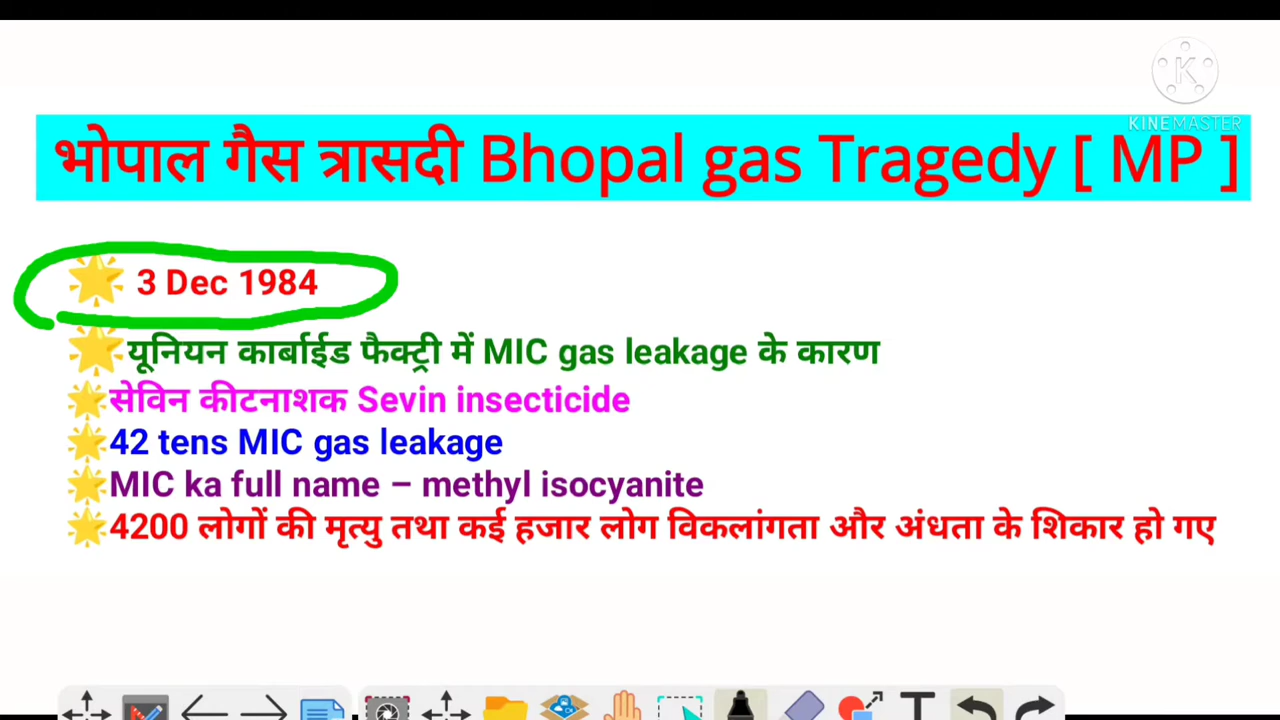 K
KINEMASTER
भोपाल गैस त्रासदी Bhopal gas Tragedy [ MP ]
3 Dec 1984
यूनियन कार्बाईड फैक्ट्री में MIC gas leakage के कारण
सेविन कीटनाशक Sevin insecticide
42 tens MIC gas leakage
MIC ka full name – methyl isocyanite
4200 लोगों की मृत्यु तथा कई हजार लोग विकलांगता और अंधता के शिकार हो गए
T